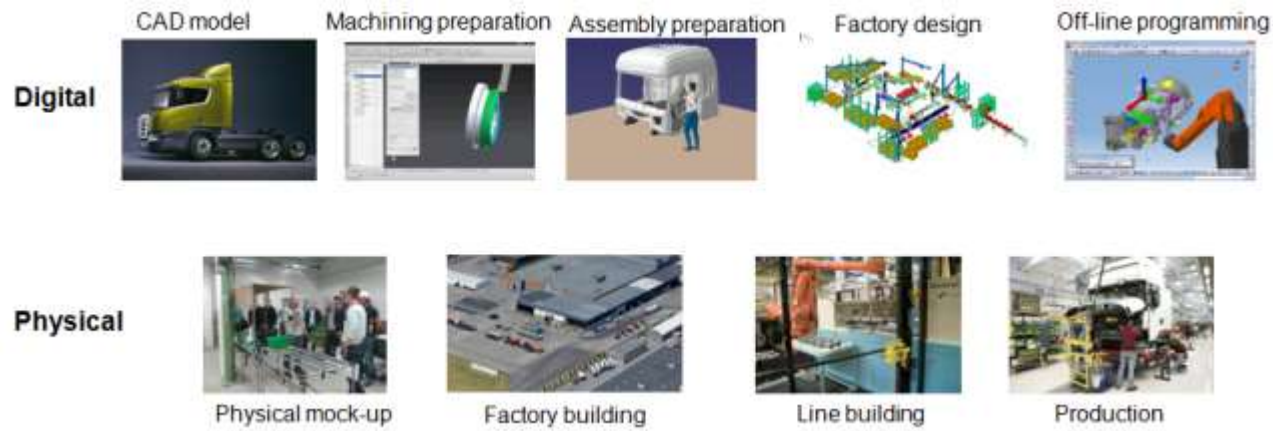 CAD model
Machining preparation
Assembly preparation
Factory design
Off-line programming
Digital
Physical
Physical mock-up
Factory building
Line building
Production